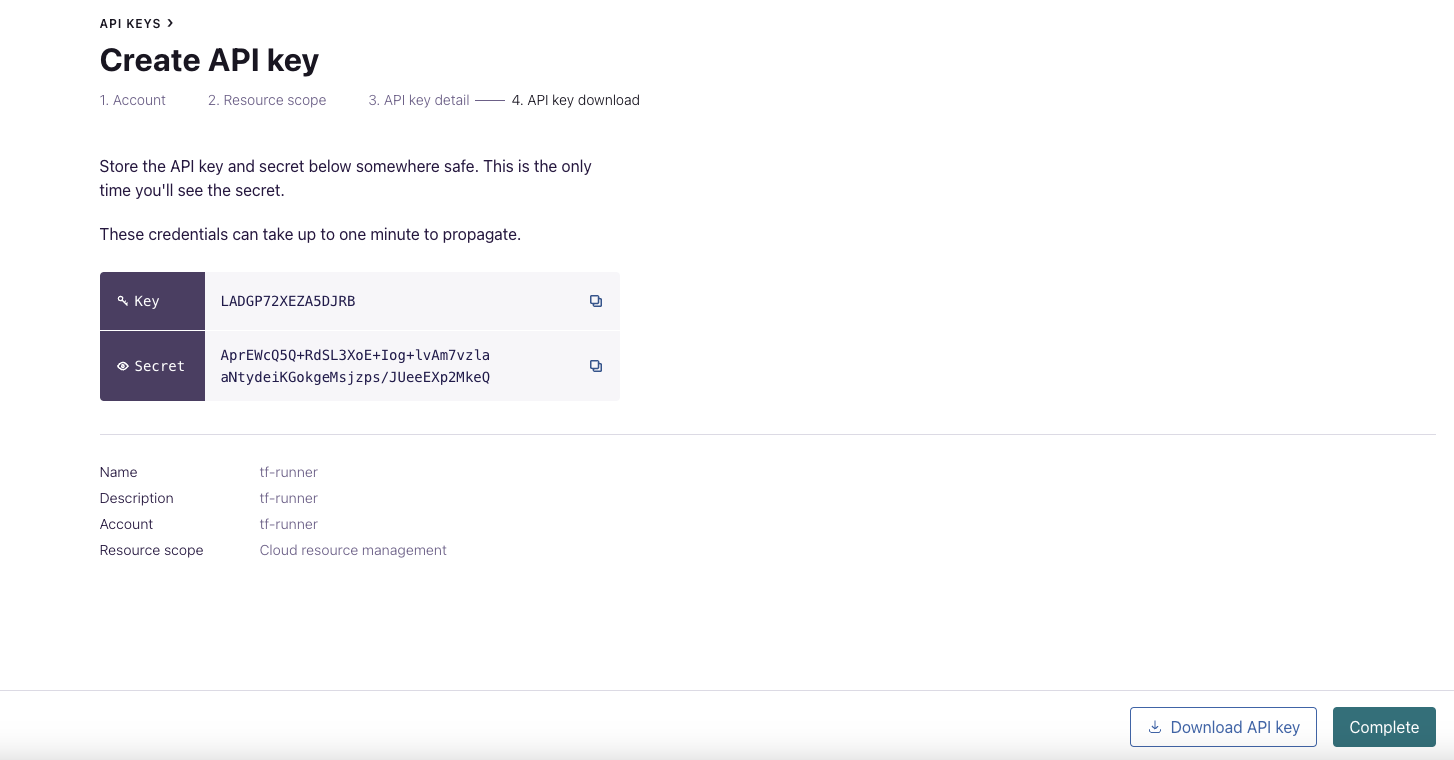 API KEYS >
Create API key
1. Account 2. Resource scope 3. API key detail 4. API key download
Store the API key and secret below somewhere safe. This is the only
time you'll see the secret.
These credentials can take up to one minute to propagate.
Key LADGP72XEZA5DJRB
Secret AprEWcQ5Q+RdSL3XoE+Iog+lvAm7vzla
aNtydeiKGokgeMsjzps/JUeeEXp2MkeQ
Name tf-runner
Description tf-runner
Account tf-runner
Resource scope Cloud resource management
Download API key Complete